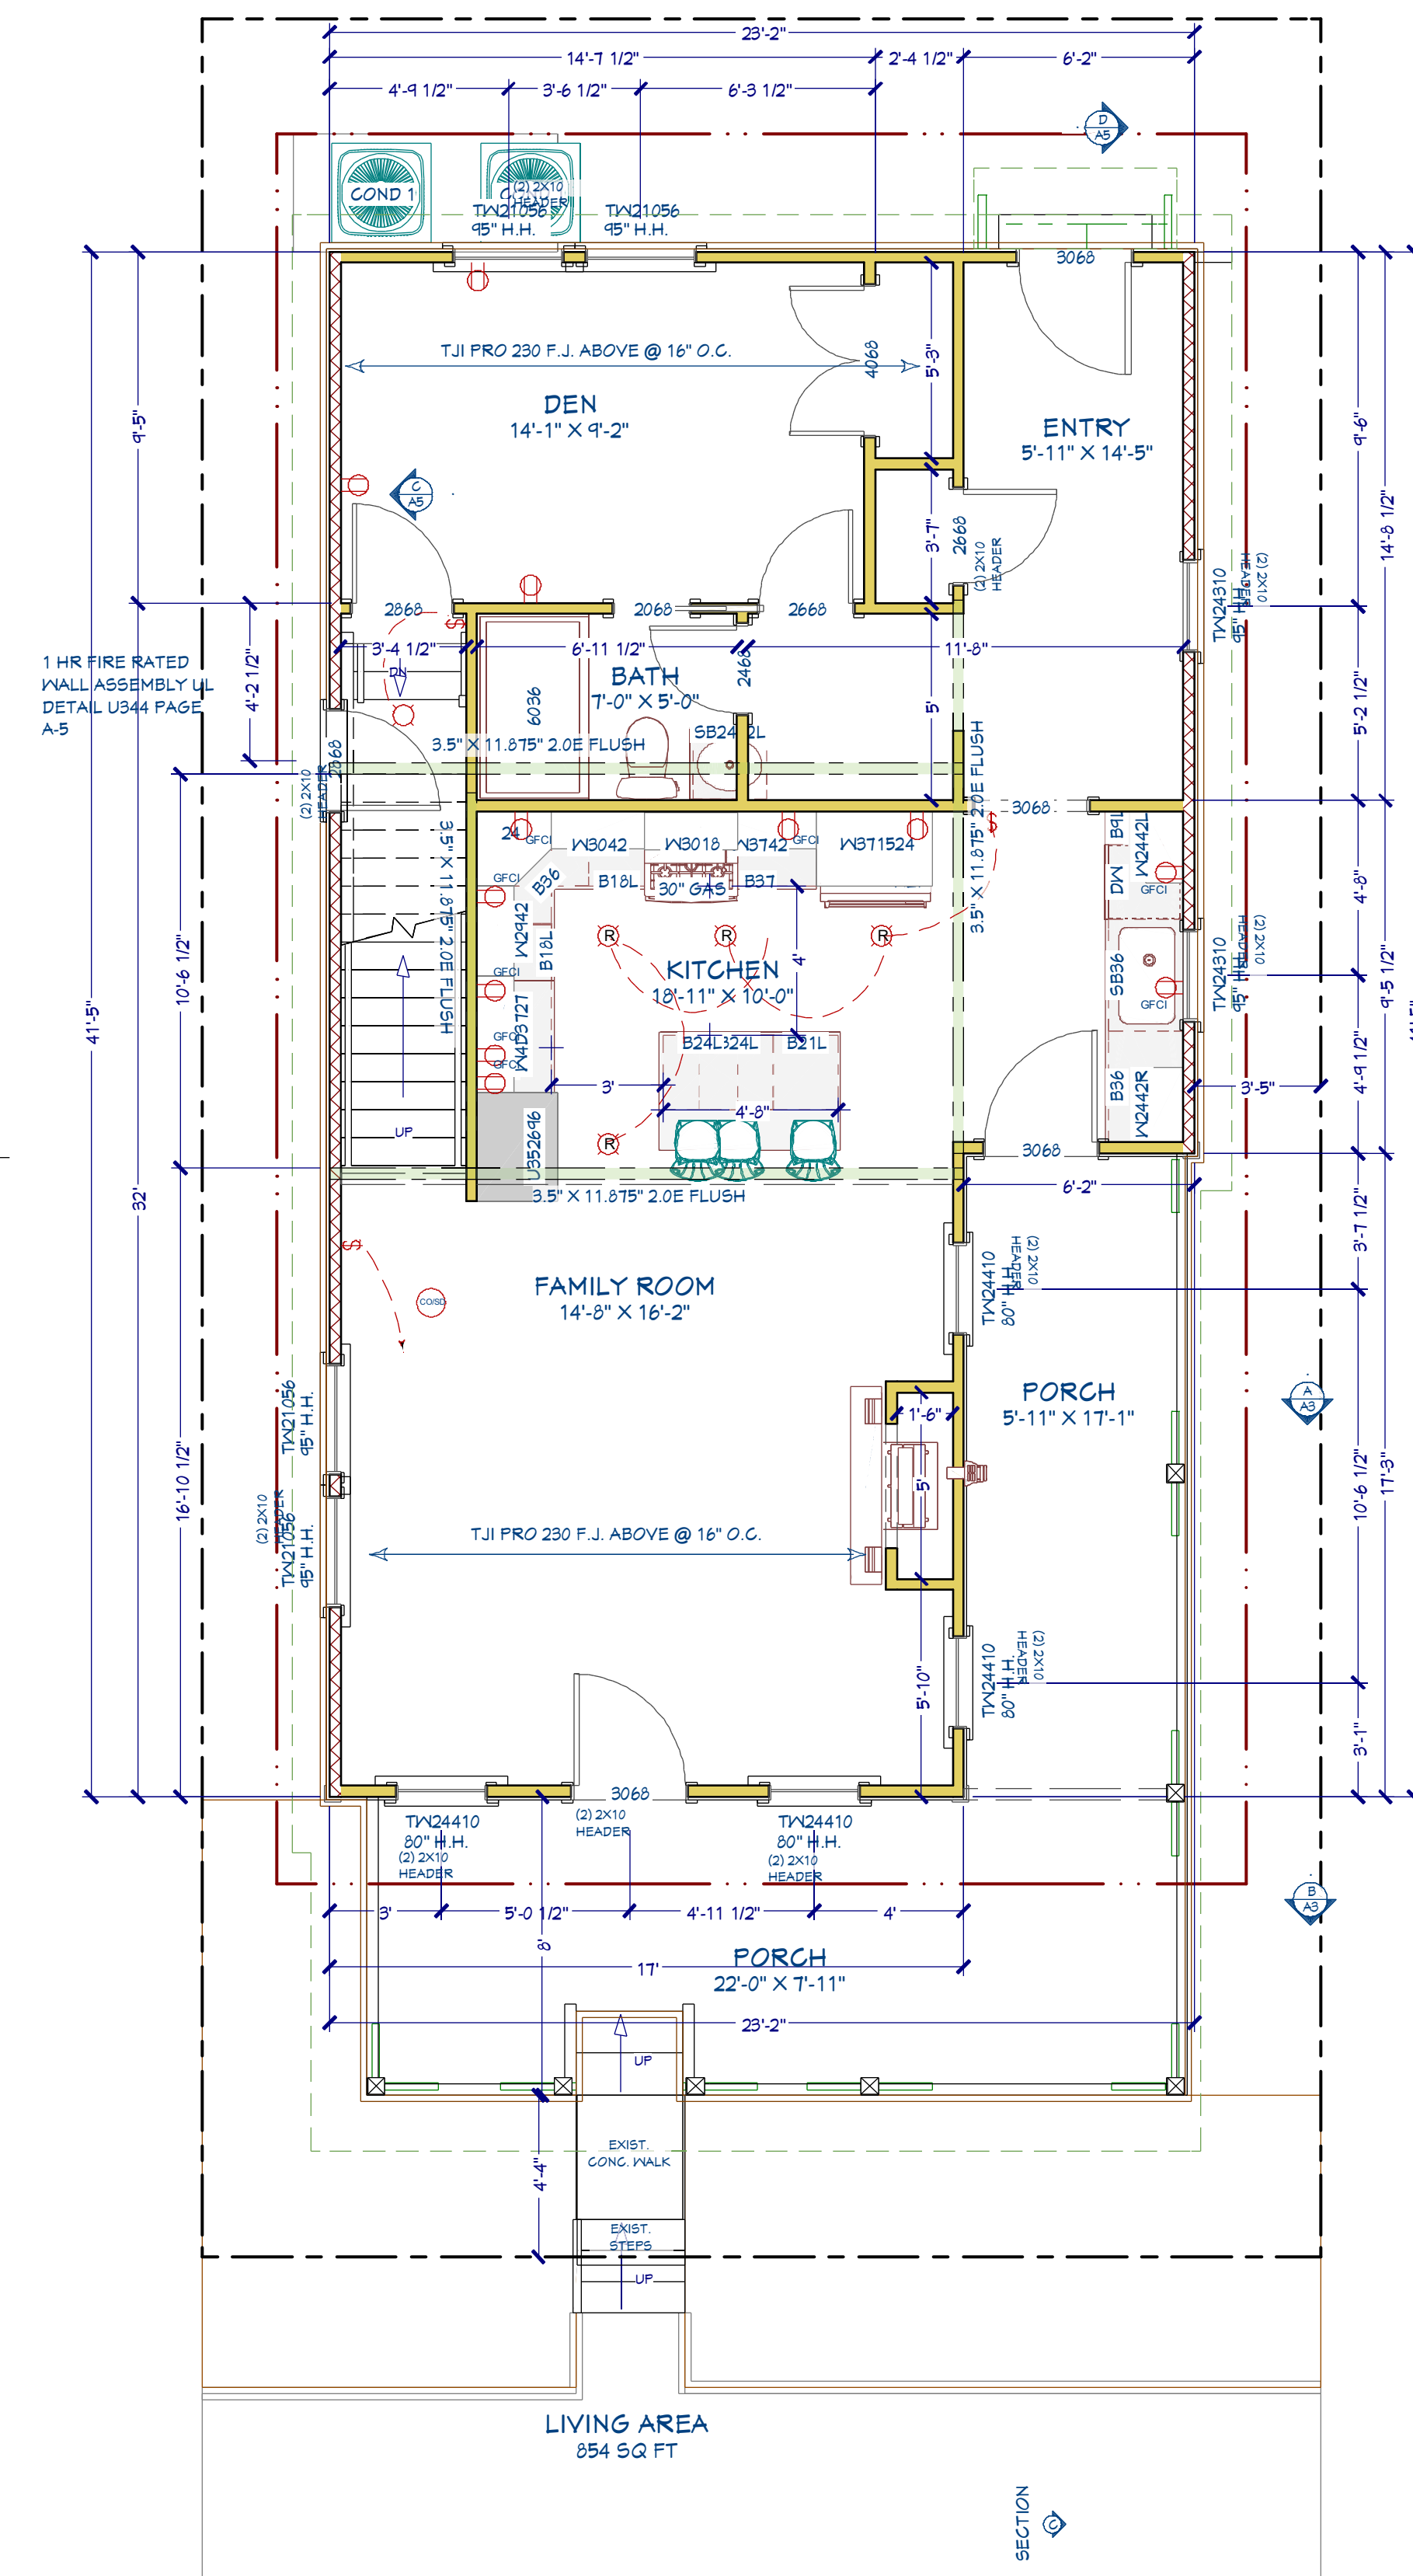 23'-2"
14'-7 1/2"
2'-4 1/2"
6'-2"
4'-9 1/2"
3'-6 1/2"
6'-3 1/2"
D
A5
COND 1
(2) 2X10
HEADER
TW21056
95" H.H.
TW21056
95" H.H.
3068
TJI PRO 230 F.J. ABOVE @ 16" O.C.
4068
5'-3"
DEN
14'-1" X 9'-2"
ENTRY
5'-11" X 14'-5"
9'-5"
9'-6"
14'-8 1/2"
C
A5
3'-7"
2668
(2) 2X10
HEADER
TW24310
95" H.H.
(2) 2X10
HEADER
2868
2068
2668
3'-4 1/2"
6'-11 1/2"
11'-8"
1 HR FIRE RATED
WALL ASSEMBLY UL
DETAIL U344 PAGE
A-5
4'-2 1/2"
DN
BATH
7'-0" X 5'-0"
2468
6036
5'
5'-2 1/2"
3.5" X 11.875" 2.0E FLUSH
2868
(2) 2X10
HEADER
3.5" X 11.875" 2.0E FLUSH
3068
24
GFCI
W3042
W3018
W3742
GFCI
W371524
B9L
W2442L
GFCI
B36
B18L
30" GAS
B37
DW
GFCI
4'-8"
3.5" X 11.875" 2.0E FLUSH
W2942
B18L
R
R
R
4'
KITCHEN
18'-11" X 10'-0"
SB36
GFCI
TW24310
95" H.H.
(2) 2X10
HEADER
10'-6 1/2"
41'-5"
9'-5 1/2"
GFCI
W4D3727
GFCI
GFCI
B24L
B24L
B21L
3'
4'-8"
B36
W2442R
4'-9 1/2"
3'-5"
UP
U352696
R
3068
3.5" X 11.875" 2.0E FLUSH
6'-2"
32'
3'-7 1/2"
FAMILY ROOM
14'-8" X 16'-2"
CO/SD
TW24410
80" H.H.
(2) 2X10
HEADER
PORCH
5'-11" X 17'-1"
A
A3
1'-6"
TW21056
95" H.H.
5'
16'-10 1/2"
10'-6 1/2"
17'-3"
(2) 2X10
HEADER
TW21056
95" H.H.
TJI PRO 230 F.J. ABOVE @ 16" O.C.
5'-10"
TW24410
80" H.H.
(2) 2X10
HEADER
3'-1"
3068
TW24410
80" H.H.
(2) 2X10
HEADER
(2) 2X10
HEADER
TW24410
80" H.H.
(2) 2X10
HEADER
B
A3
3'
5'-0 1/2"
4'-11 1/2"
4'
8'
17'
PORCH
22'-0" X 7'-11"
23'-2"
UP
EXIST.
CONC. WALK
4'-4"
EXIST.
STEPS
UP
LIVING AREA
854 SQ FT
SECTION
C